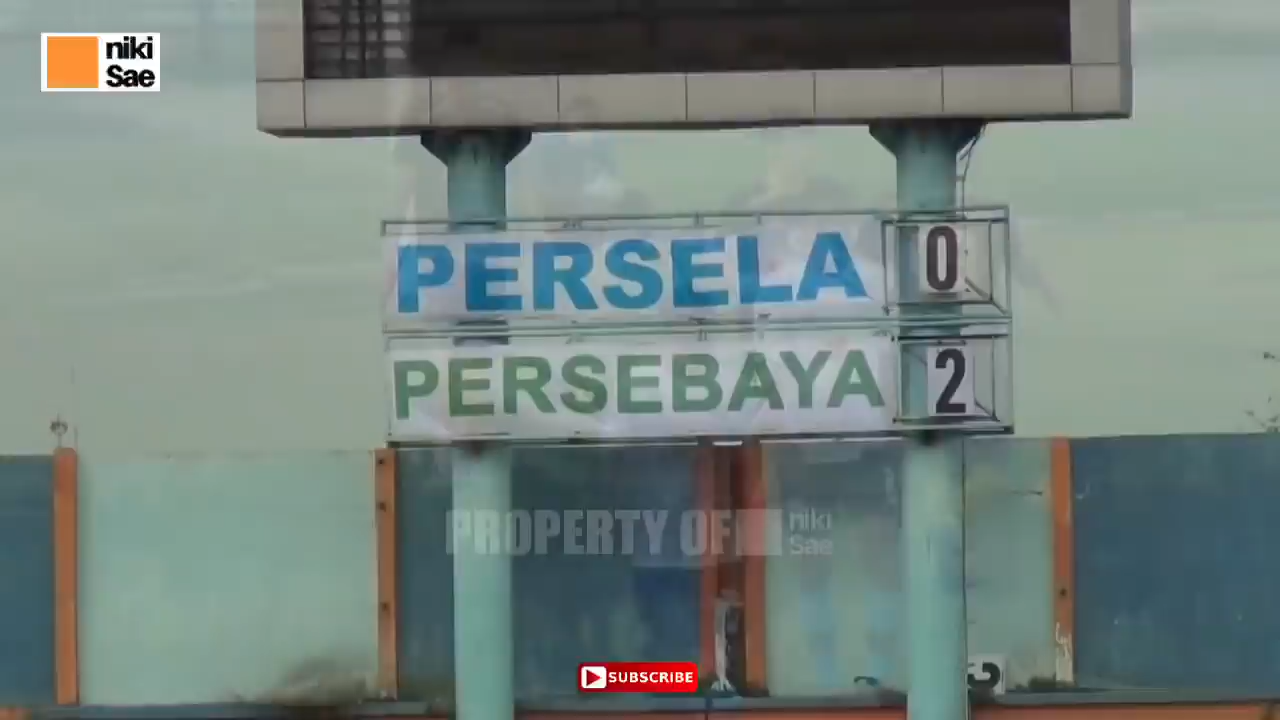 niki
Sae
PERSELA 0
PERSEBAYA 2
PROPERTY OF niki
Sae
SUBSCRIBE